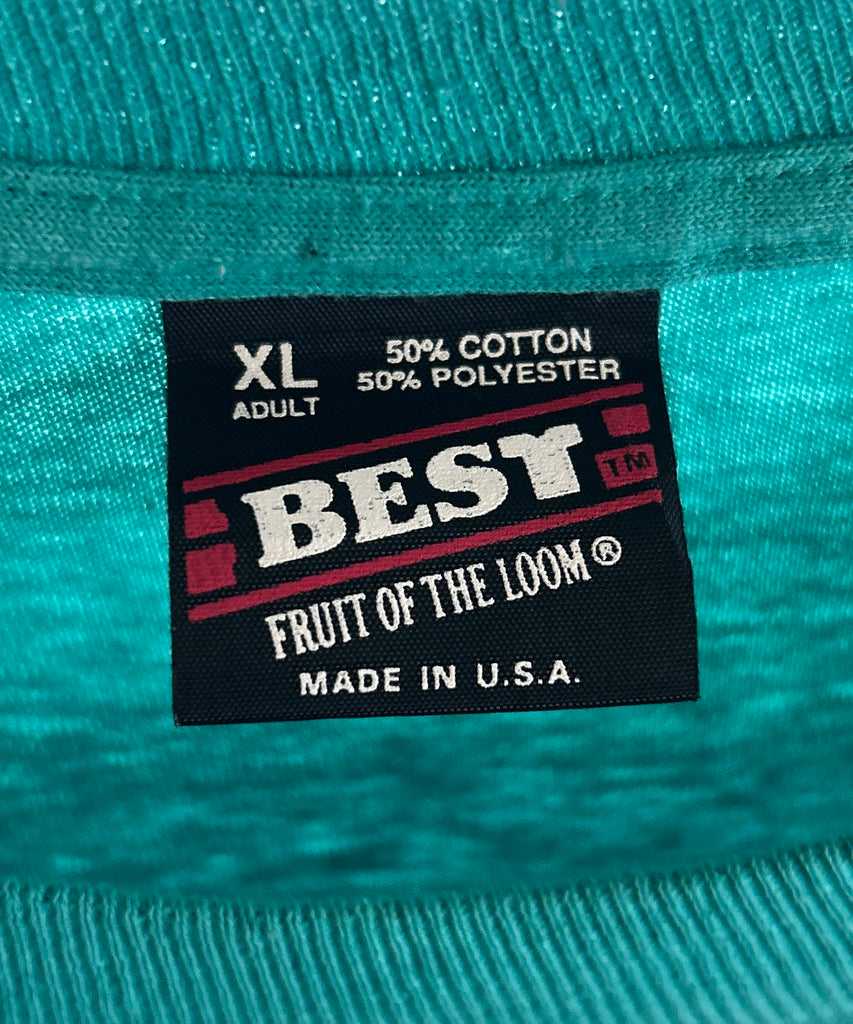 XL
ADULT
50% COTTON
50% POLYESTER
BEST
TM
FRUIT OF THE LOOM®
MADE IN U.S.A.